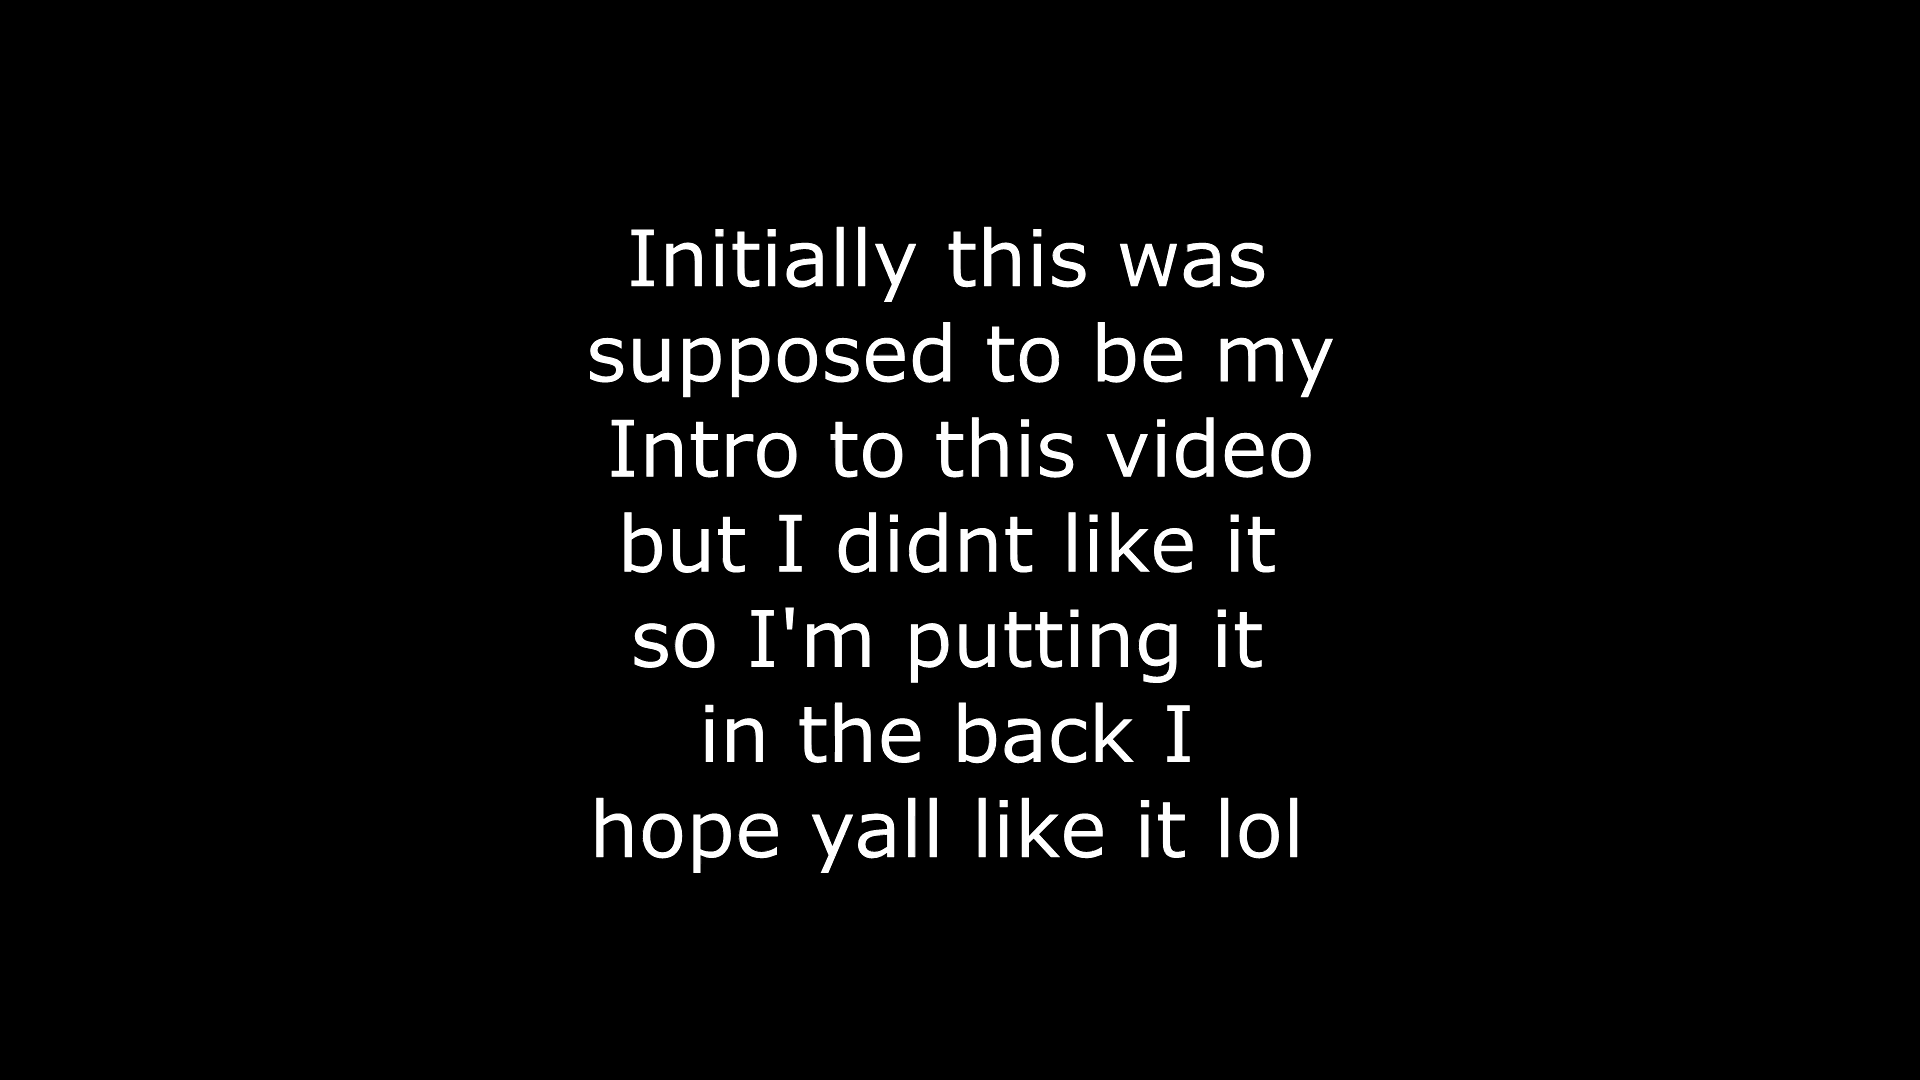 Initially this was
supposed to be my
Intro to this video
but I didnt like it
so I'm putting it
in the back I
hope yall like it lol